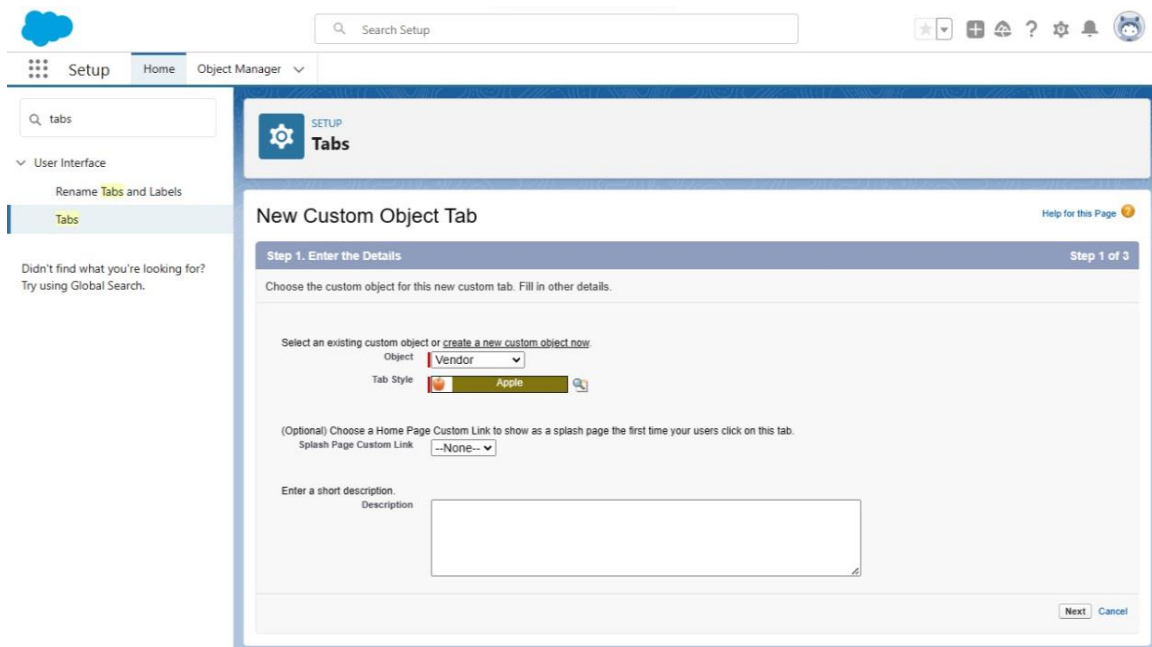 Search Setup
Setup Home Object Manager
tabs
User Interface
Rename Tabs and Labels
Tabs
Didn't find what you're looking for?
Try using Global Search.
SETUP
Tabs
New Custom Object Tab
Help for this Page ?
Step 1. Enter the Details Step 1 of 3
Choose the custom object for this new custom tab. Fill in other details.
Select an existing custom object or create a new custom object now.
Object Vendor
Tab Style Apple
(Optional) Choose a Home Page Custom Link to show as a splash page the first time your users click on this tab.
Splash Page Custom Link --None--
Enter a short description.
Description
Next Cancel